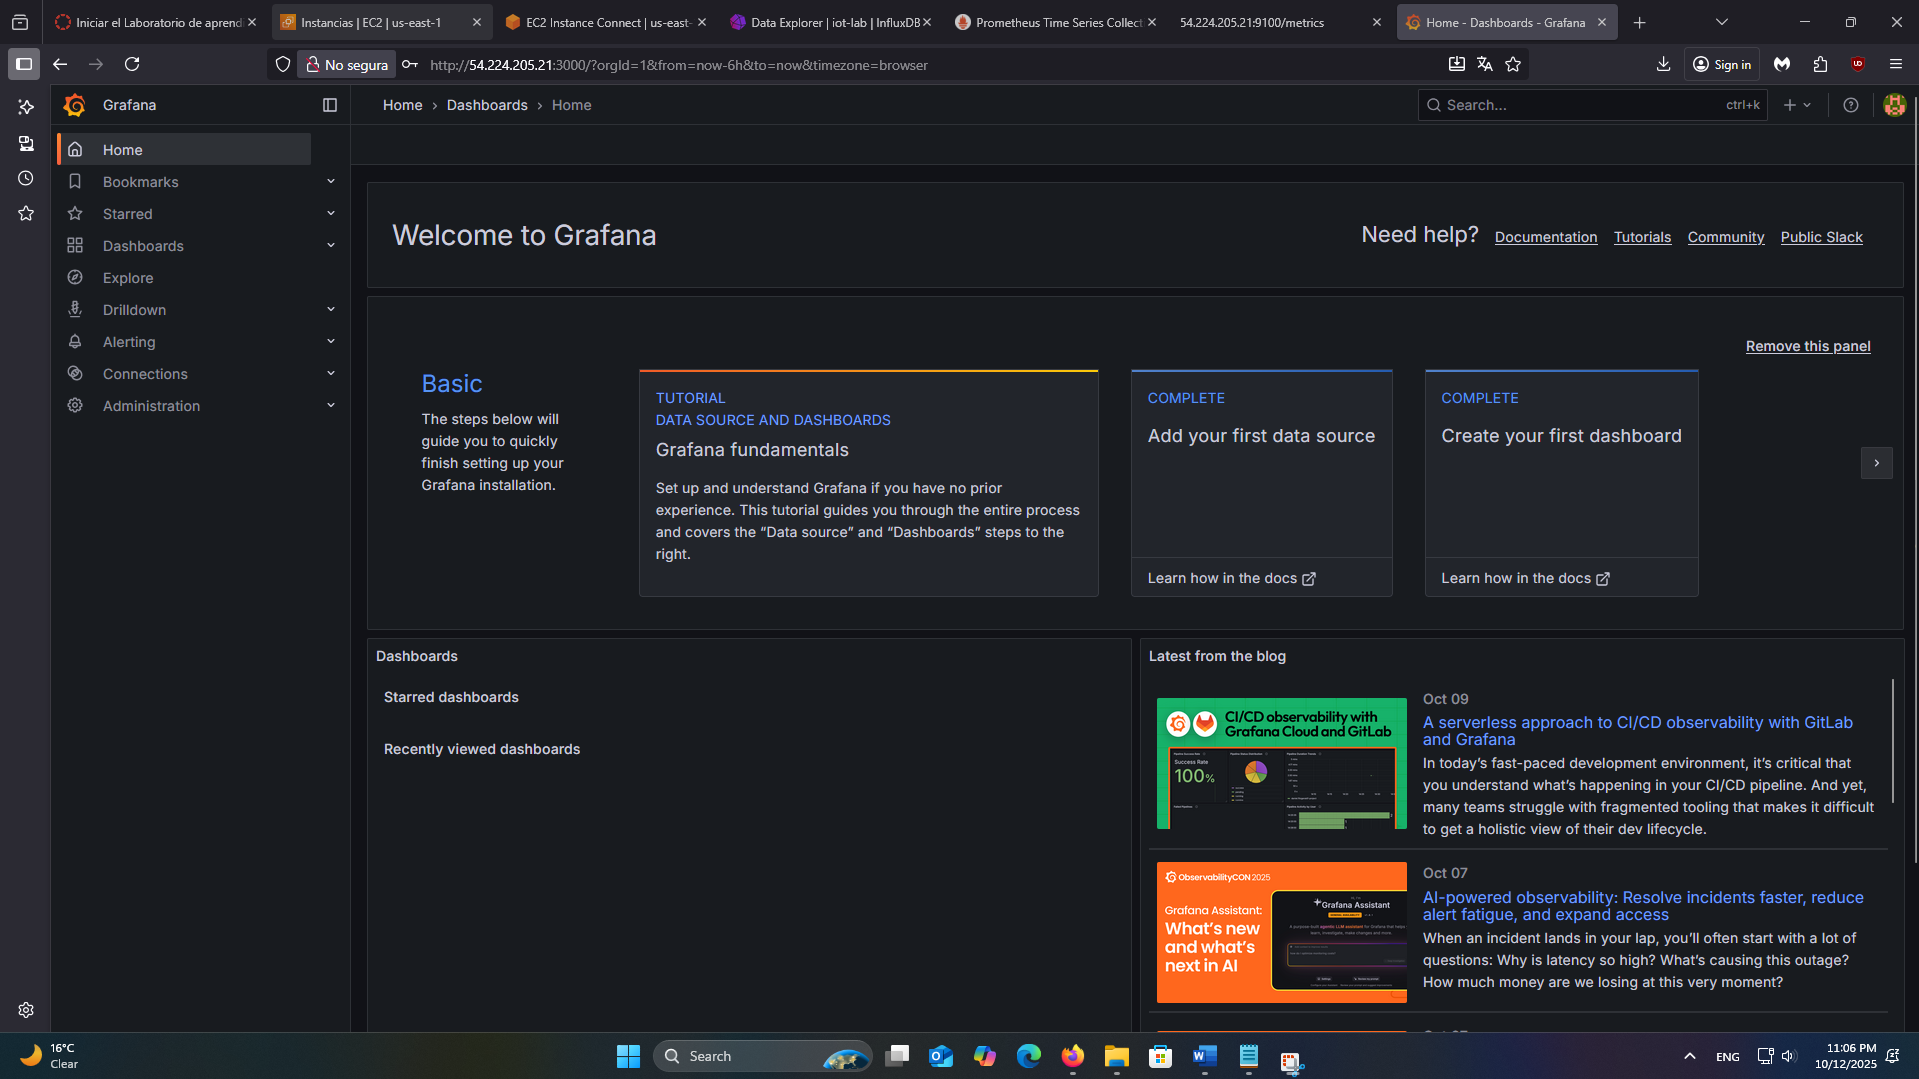 Iniciar el Laboratorio de aprend
Instancias | EC2 | us-east-1
EC2 Instance Connect | us-east-
Data Explorer | iot-lab | InfluxDB
Prometheus Time Series Collect
54.224.205.21:9100/metrics
Home - Dashboards - Grafana
No segura
http://54.224.205.21:3000/?orgId=1&from=now-6h&to=now&timezone=browser
Sign in
Grafana
Home › Dashboards › Home
Search...
ctrl+k
Home
Bookmarks
Starred
Dashboards
Explore
Drilldown
Alerting
Connections
Administration
Welcome to Grafana
Need help?
Documentation
Tutorials
Community
Public Slack
Remove this panel
Basic
The steps below will
guide you to quickly
finish setting up your
Grafana installation.
TUTORIAL
DATA SOURCE AND DASHBOARDS
Grafana fundamentals
Set up and understand Grafana if you have no prior
experience. This tutorial guides you through the entire process
and covers the “Data source” and “Dashboards” steps to the
right.
COMPLETE
Add your first data source
Learn how in the docs
COMPLETE
Create your first dashboard
Learn how in the docs
Dashboards
Starred dashboards
Recently viewed dashboards
Latest from the blog
CI/CD observability with
Grafana Cloud and GitLab
Success Rate
100%
Oct 09
A serverless approach to CI/CD observability with GitLab
and Grafana
In today’s fast-paced development environment, it’s critical that
you understand what’s happening in your CI/CD pipeline. And yet,
many teams struggle with fragmented tooling that makes it difficult
to get a holistic view of their dev lifecycle.
ObservabilityCON 2025
Grafana Assistant:
What’s new
and what’s
next in AI
Grafana Assistant
Oct 07
AI-powered observability: Resolve incidents faster, reduce
alert fatigue, and expand access
When an incident lands in your lap, you’ll often start with a lot of
questions: Why is latency so high? What’s causing this outage?
How much money are we losing at this very moment?
16°C
Clear
Search
ENG
11:06 PM
10/12/2025